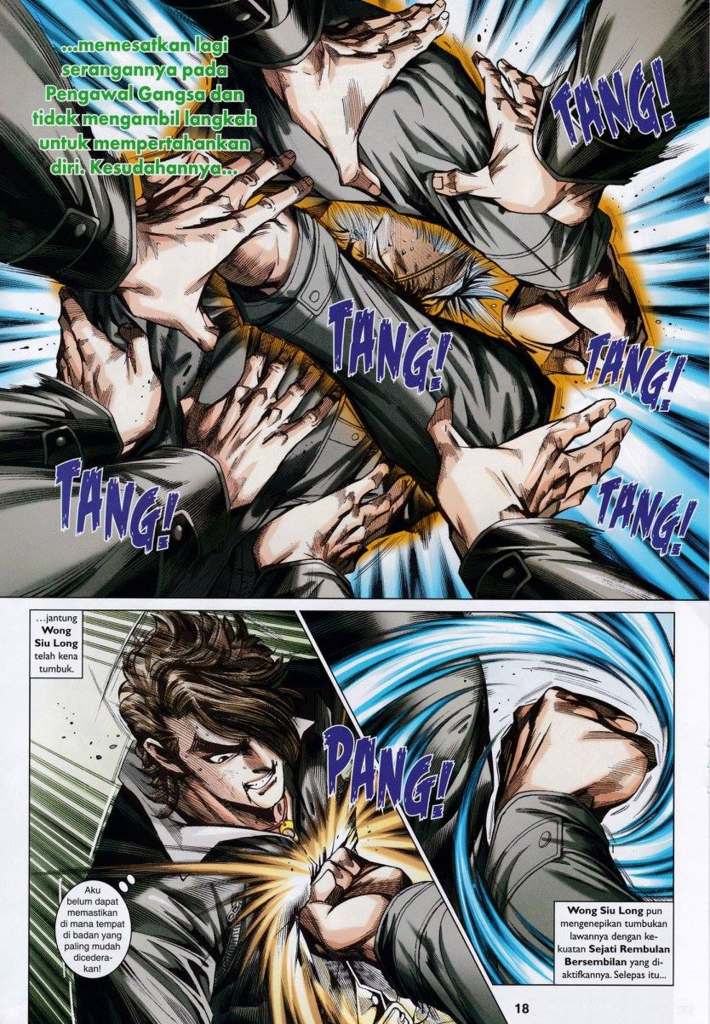 ...memesatkan lagi
serangannya pada
Pengawal Gangsa dan
tidak mengambil langkah
untuk mempertahankan
diri. Kesudahannya...
TANG!
TANG!
TANG!
TANG!
TANG!
...jantung
Wong
Siu Long
telah kena
tumbuk.
PANG!
Aku
belum dapat
memastikan
di mana tempat
di badan yang
paling mudah
dicedera-
kan!
Wong Siu Long pun
mengenepikan tumbukan
lawannya dengan ke-
kuatan Sejati Rembulan
Bersembilan yang di-
aktifkannya. Selepas itu...
18